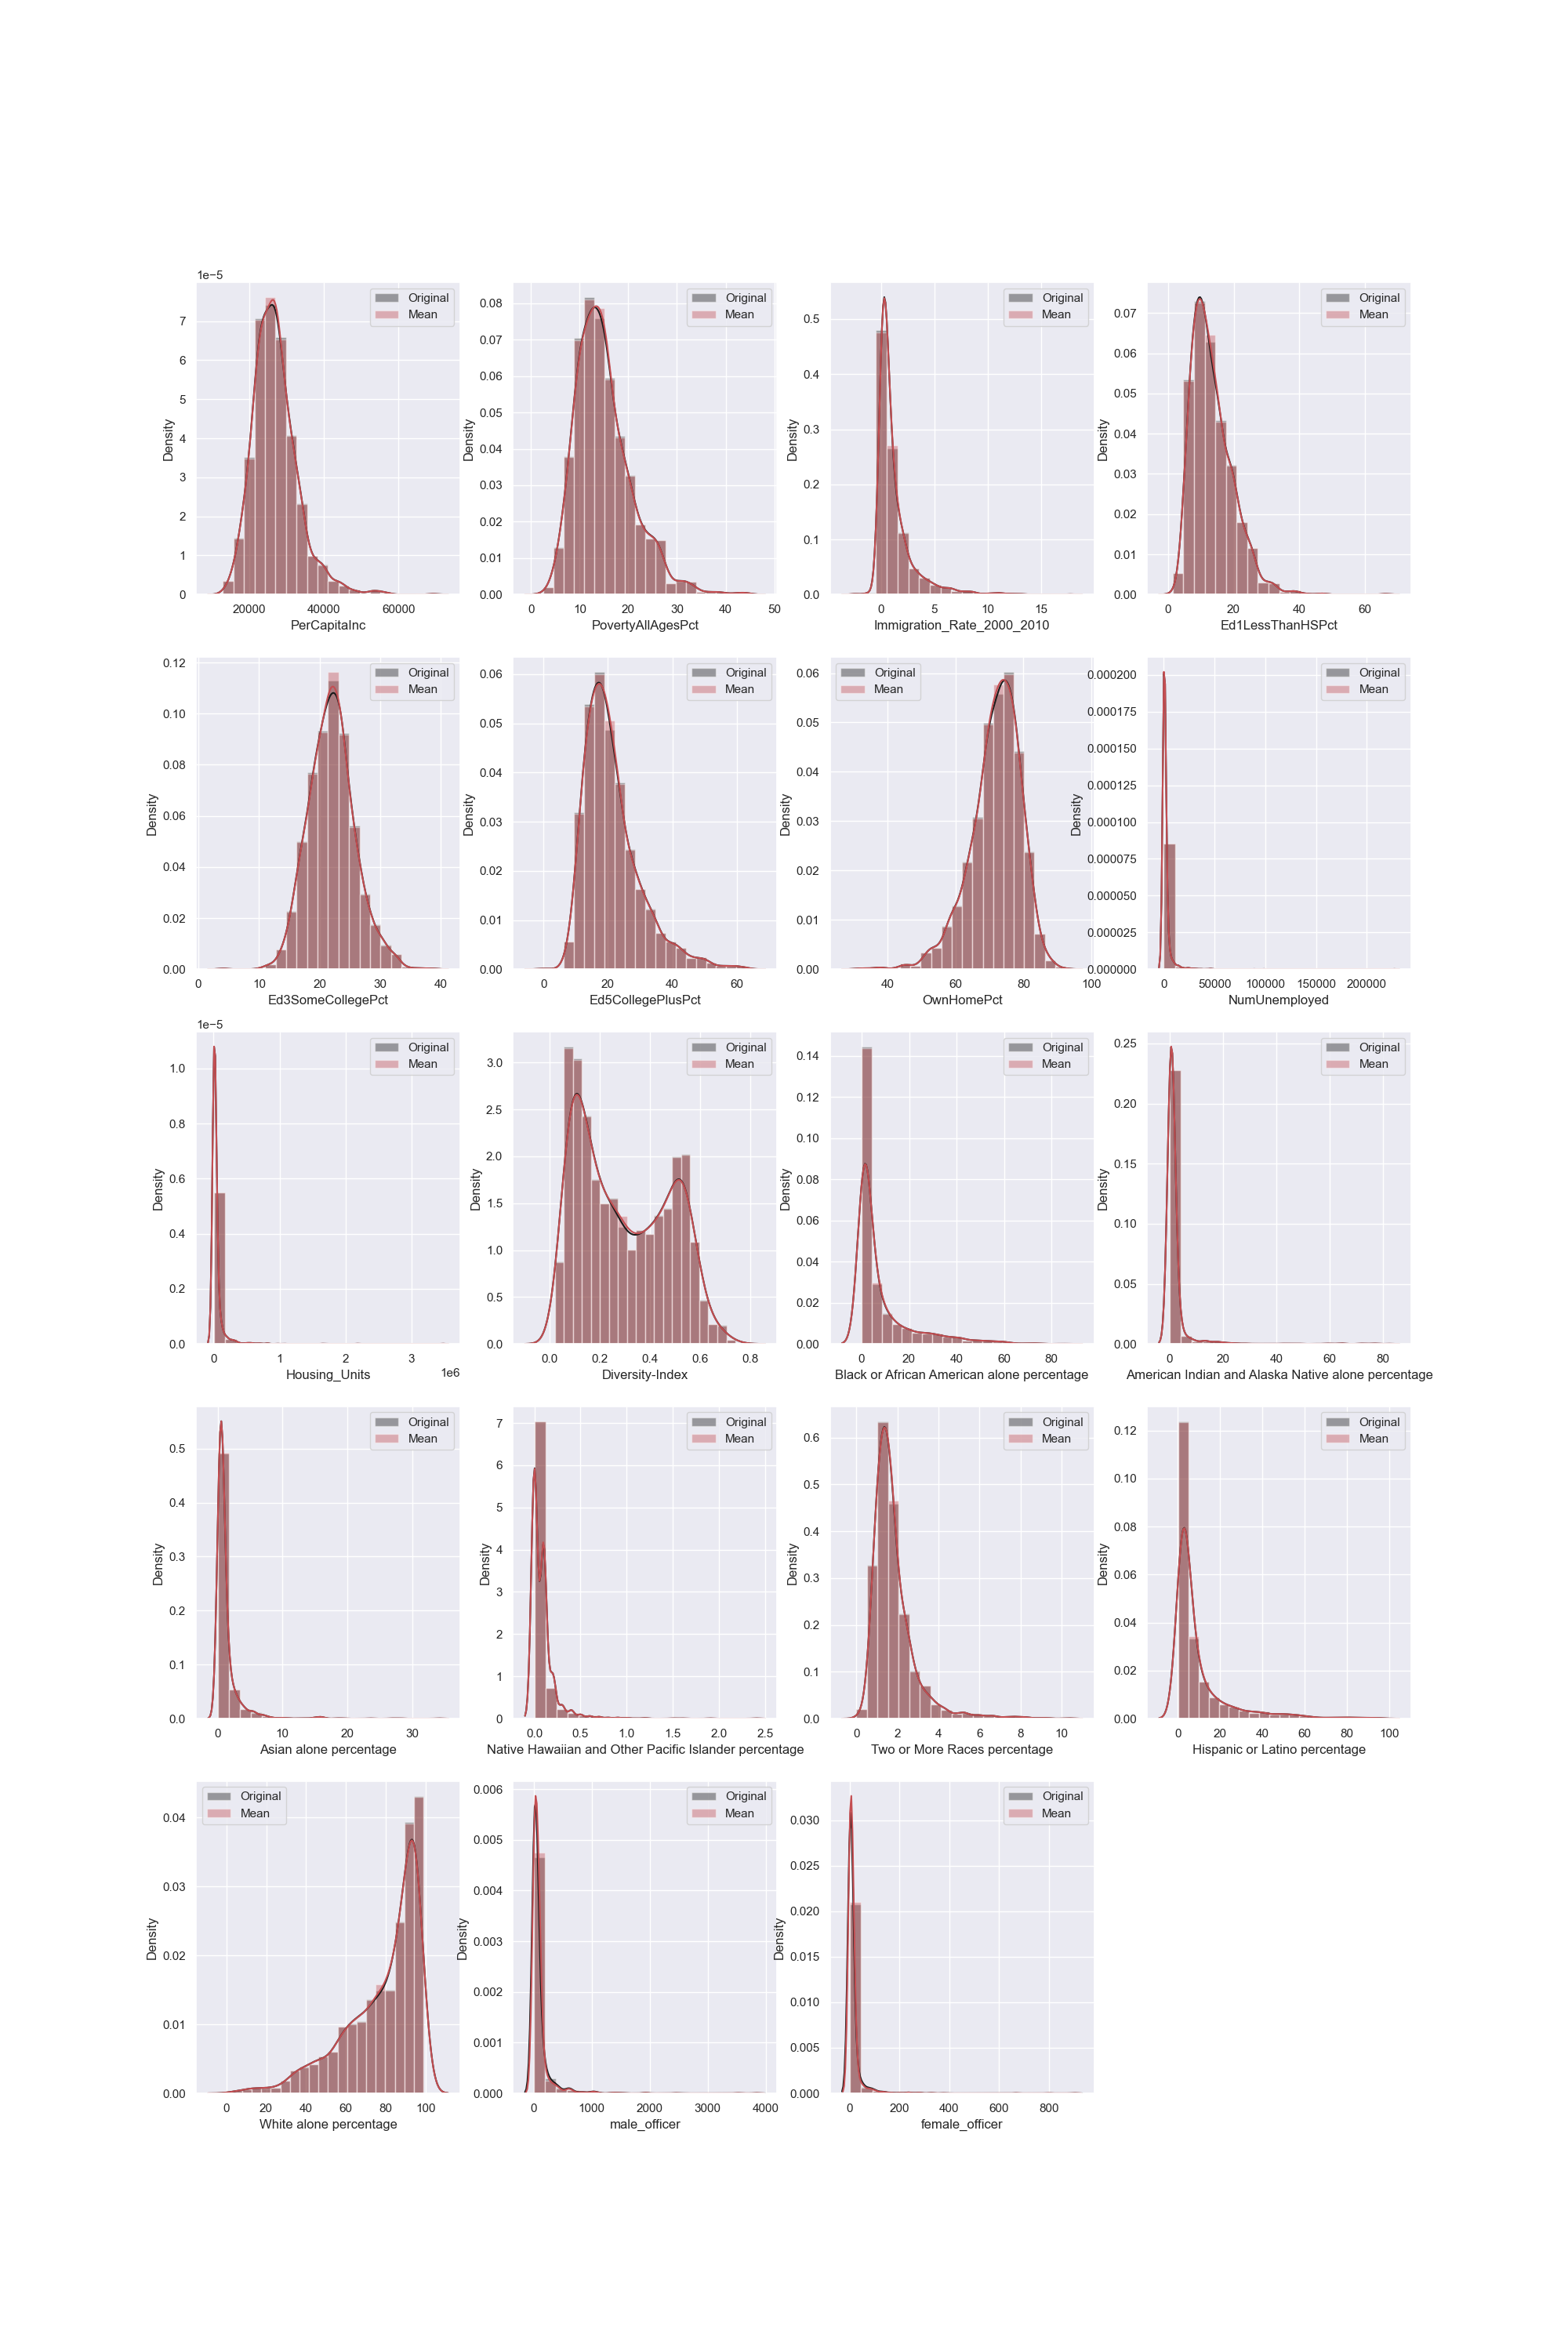 1e−5
Density
7
6
5
4
3
2
1
0
20000 40000 60000
PerCapitaInc
Original
Mean
Density
0.08
0.07
0.06
0.05
0.04
0.03
0.02
0.01
0.00
0 10 20 30 40 50
PovertyAllAgesPct
Original
Mean
Density
0.5
0.4
0.3
0.2
0.1
0.0
0 5 10 15
Immigration_Rate_2000_2010
Original
Mean
Density
0.07
0.06
0.05
0.04
0.03
0.02
0.01
0.00
0 20 40 60
Ed1LessThanHSPct
Original
Mean
Density
0.12
0.10
0.08
0.06
0.04
0.02
0.00
0 10 20 30 40
Ed3SomeCollegePct
Original
Mean
Density
0.06
0.05
0.04
0.03
0.02
0.01
0.00
0 20 40 60
Ed5CollegePlusPct
Original
Mean
Density
0.06
0.05
0.04
0.03
0.02
0.01
0.00
40 60 80 100
OwnHomePct
Original
Mean
Density
0.000200
0.000175
0.000150
0.000125
0.000100
0.000075
0.000050
0.000025
0.000000
0 50000 100000 150000 200000
NumUnemployed
Original
Mean
1e−5
Density
1.0
0.8
0.6
0.4
0.2
0.0
0 1 2 3
1e6
Housing_Units
Original
Mean
Density
3.0
2.5
2.0
1.5
1.0
0.5
0.0
0.0 0.2 0.4 0.6 0.8
Diversity-Index
Original
Mean
Density
0.14
0.12
0.10
0.08
0.06
0.04
0.02
0.00
0 20 40 60 80
Black or African American alone percentage
Original
Mean
Density
0.25
0.20
0.15
0.10
0.05
0.00
0 20 40 60 80
American Indian and Alaska Native alone percentage
Original
Mean
Density
0.5
0.4
0.3
0.2
0.1
0.0
0 10 20 30
Asian alone percentage
Original
Mean
Density
7
6
5
4
3
2
1
0
0.0 0.5 1.0 1.5 2.0 2.5
Native Hawaiian and Other Pacific Islander percentage
Original
Mean
Density
0.6
0.5
0.4
0.3
0.2
0.1
0.0
0 2 4 6 8 10
Two or More Races percentage
Original
Mean
Density
0.12
0.10
0.08
0.06
0.04
0.02
0.00
0 20 40 60 80 100
Hispanic or Latino percentage
Original
Mean
Density
0.04
0.03
0.02
0.01
0.00
0 20 40 60 80 100
White alone percentage
Original
Mean
Density
0.006
0.005
0.004
0.003
0.002
0.001
0.000
0 1000 2000 3000 4000
male_officer
Original
Mean
Density
0.030
0.025
0.020
0.015
0.010
0.005
0.000
0 200 400 600 800
female_officer
Original
Mean